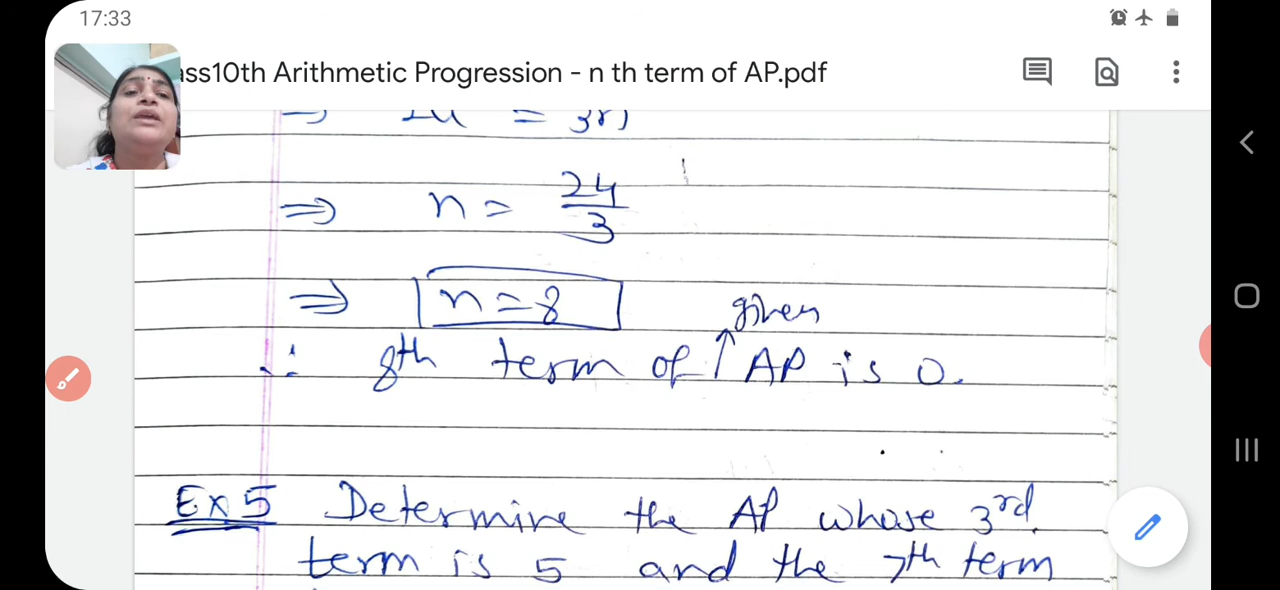 17:33
ass10th Arithmetic Progression - n th term of AP.pdf
⇒ n = 24/3
⇒ n = 8
given
∴ 8th term of ↑ AP is 0.
Ex 5 Determine the AP whose 3rd
term is 5 and the 7th term